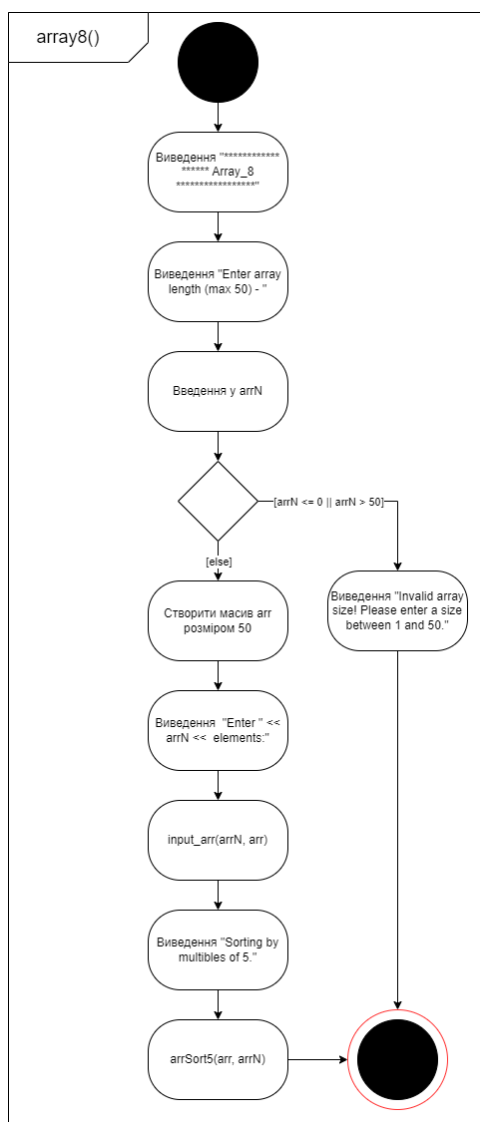 array8()
Виведення "************
****** Array_8
*****************"
Виведення "Enter array
length (max 50) - "
Введення у arrN
[arrN <= 0 || arrN > 50]
[else]
Створити масив arr
розміром 50
Виведення "Invalid array
size! Please enter a size
between 1 and 50."
Виведення  "Enter " <<
arrN <<  elements:"
input_arr(arrN, arr)
Виведення "Sorting by
multibles of 5."
arrSort5(arr, arrN)